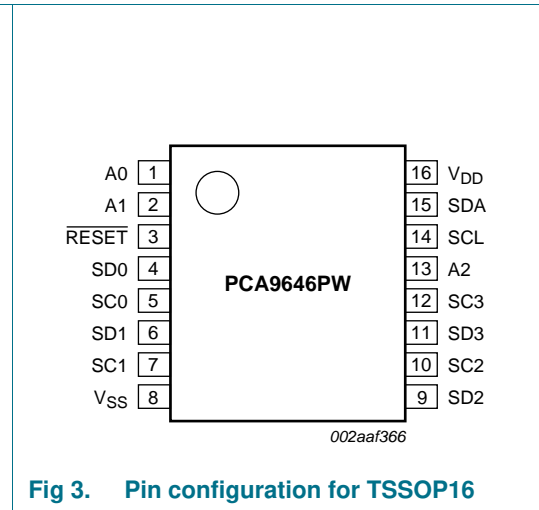 A0 1
A1 2
RESET 3
SD0 4
SC0 5
SD1 6
SC1 7
VSS 8
PCA9646PW
16 VDD
15 SDA
14 SCL
13 A2
12 SC3
11 SD3
10 SC2
9 SD2
002aaf366
Fig 3. Pin configuration for TSSOP16